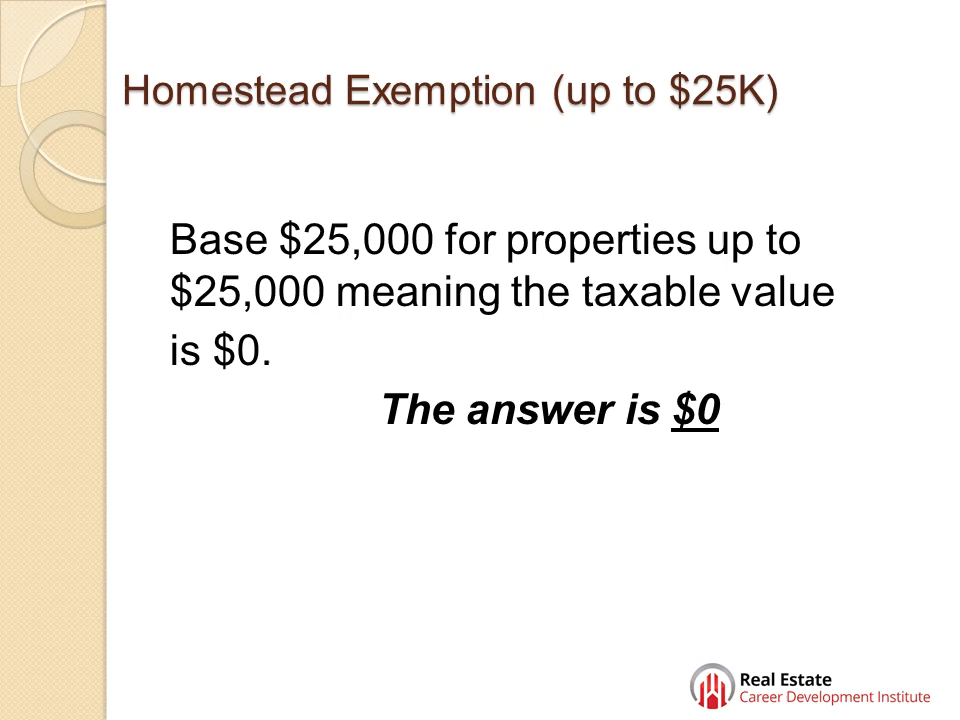 Homestead Exemption (up to $25K)
Base $25,000 for properties up to
$25,000 meaning the taxable value
is $0.
The answer is $0
Real Estate
Career Development Institute